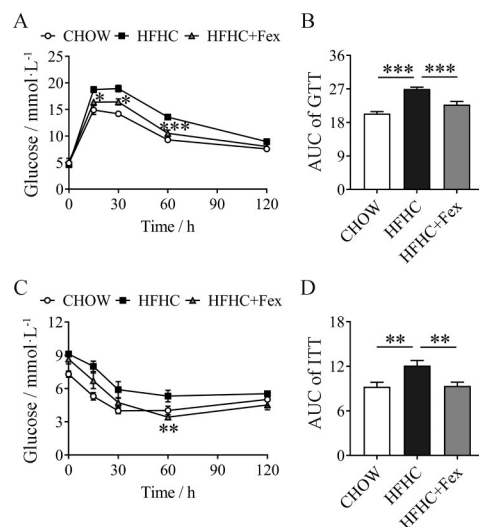 A
CHOW HFHC HFHC+Fex
Glucose / mmol·L-1
25
20
15
10
5
0
* * ***
0 30 60 120
Time / h
B
AUC of GTT
36
27
18
9
0
*** ***
CHOW HFHC HFHC+Fex
C
CHOW HFHC HFHC+Fex
Glucose / mmol·L-1
9
6
3
0
**
0 30 60 120
Time / h
D
AUC of ITT
18
12
6
0
** **
CHOW HFHC HFHC+Fex